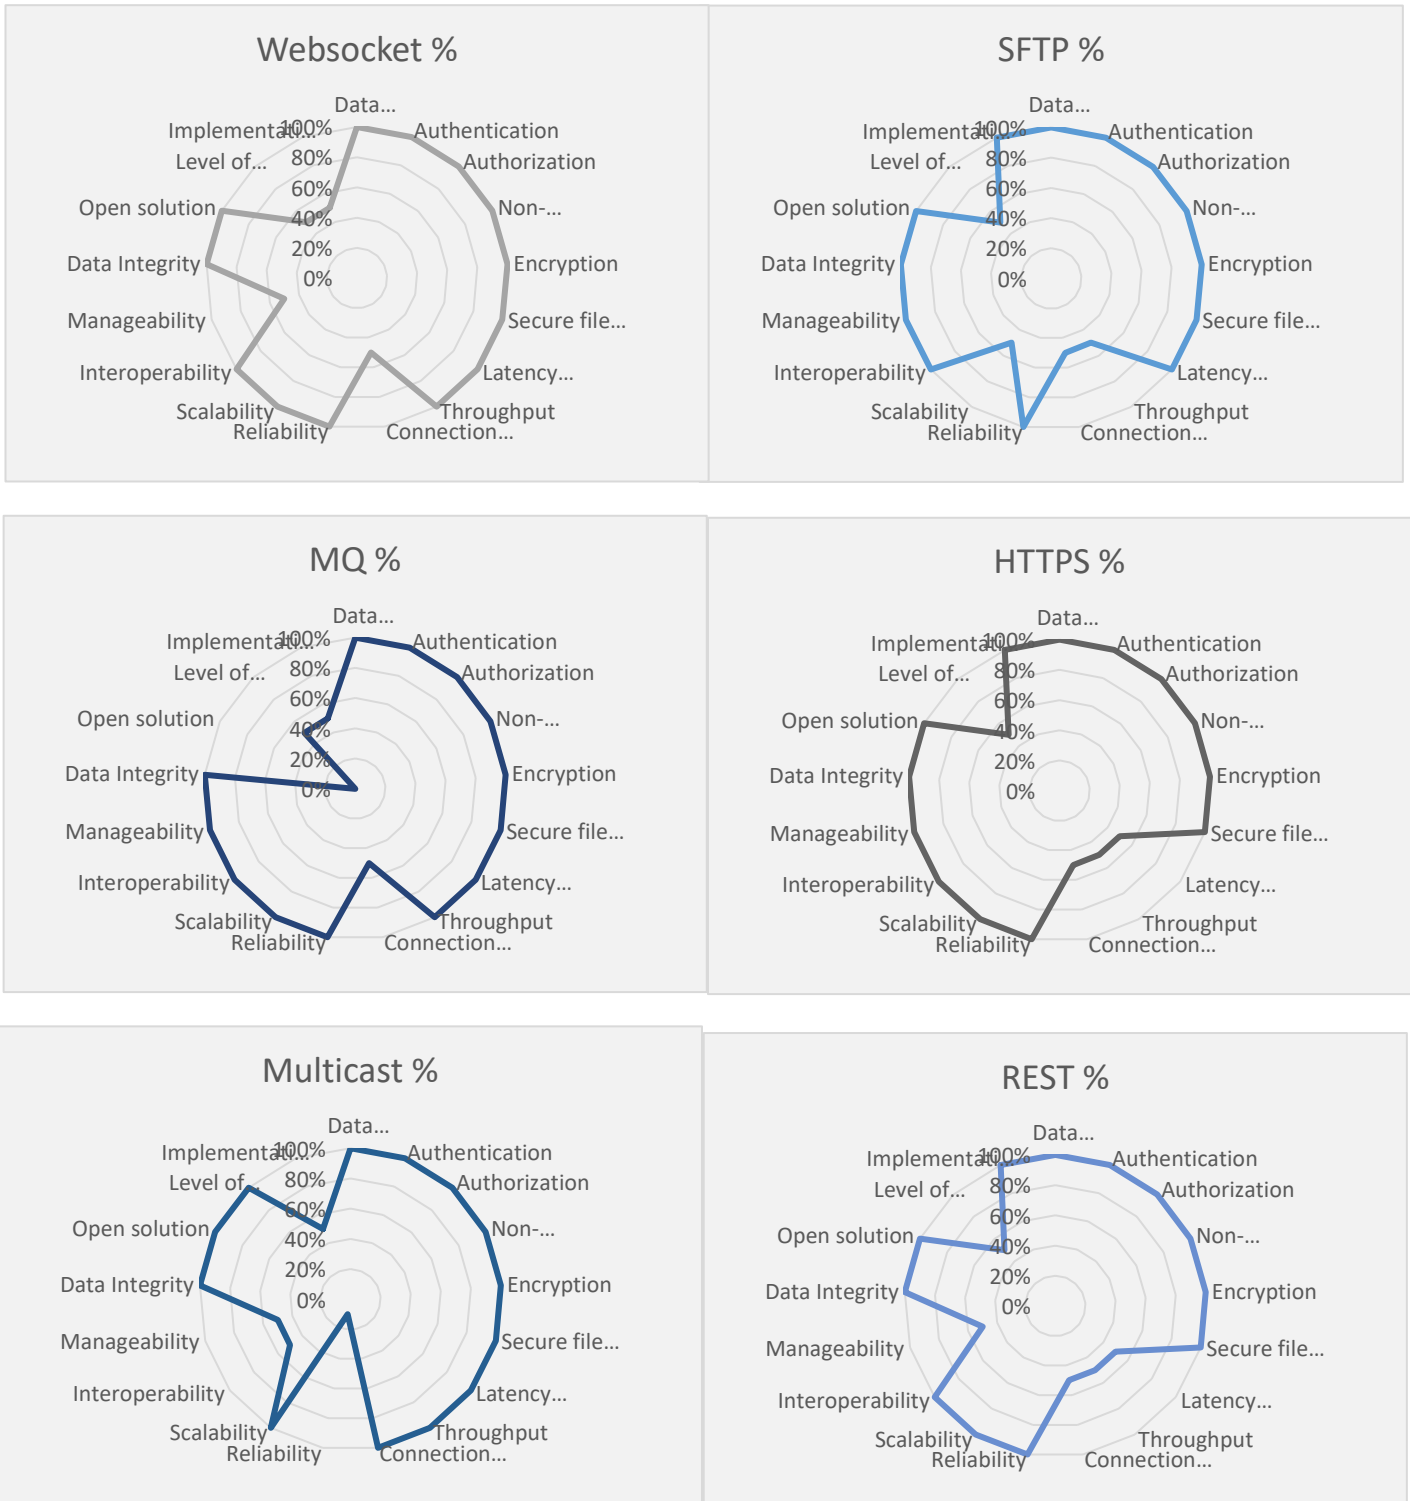 Websocket %
Data...
Authentication
Authorization
Non-...
Encryption
Secure file...
Latency...
Throughput
Connection...
Reliability
Scalability
Interoperability
Manageability
Data Integrity
Open solution
Level of...
Implementati...
100%
80%
60%
40%
20%
0%
SFTP %
Data...
Authentication
Authorization
Non-...
Encryption
Secure file...
Latency...
Throughput
Connection...
Reliability
Scalability
Interoperability
Manageability
Data Integrity
Open solution
Level of...
Implementati...
100%
80%
60%
40%
20%
0%
MQ %
Data...
Authentication
Authorization
Non-...
Encryption
Secure file...
Latency...
Throughput
Connection...
Reliability
Scalability
Interoperability
Manageability
Data Integrity
Open solution
Level of...
Implementati...
100%
80%
60%
40%
20%
0%
HTTPS %
Data...
Authentication
Authorization
Non-...
Encryption
Secure file...
Latency...
Throughput
Connection...
Reliability
Scalability
Interoperability
Manageability
Data Integrity
Open solution
Level of...
Implementati...
100%
80%
60%
40%
20%
0%
Multicast %
Data...
Authentication
Authorization
Non-...
Encryption
Secure file...
Latency...
Throughput
Connection...
Reliability
Scalability
Interoperability
Manageability
Data Integrity
Open solution
Level of...
Implementati...
100%
80%
60%
40%
20%
0%
REST %
Data...
Authentication
Authorization
Non-...
Encryption
Secure file...
Latency...
Throughput
Connection...
Reliability
Scalability
Interoperability
Manageability
Data Integrity
Open solution
Level of...
Implementati...
100%
80%
60%
40%
20%
0%